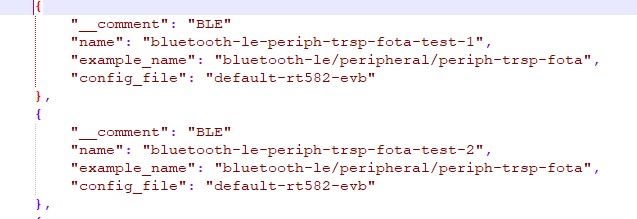 {
"__comment": "BLE"
"name": "bluetooth-le-periph-trsp-fota-test-1",
"example_name": "bluetooth-le/peripheral/periph-trsp-fota",
"config_file": "default-rt582-evb"
},
{
"__comment": "BLE"
"name": "bluetooth-le-periph-trsp-fota-test-2",
"example_name": "bluetooth-le/peripheral/periph-trsp-fota",
"config_file": "default-rt582-evb"
},